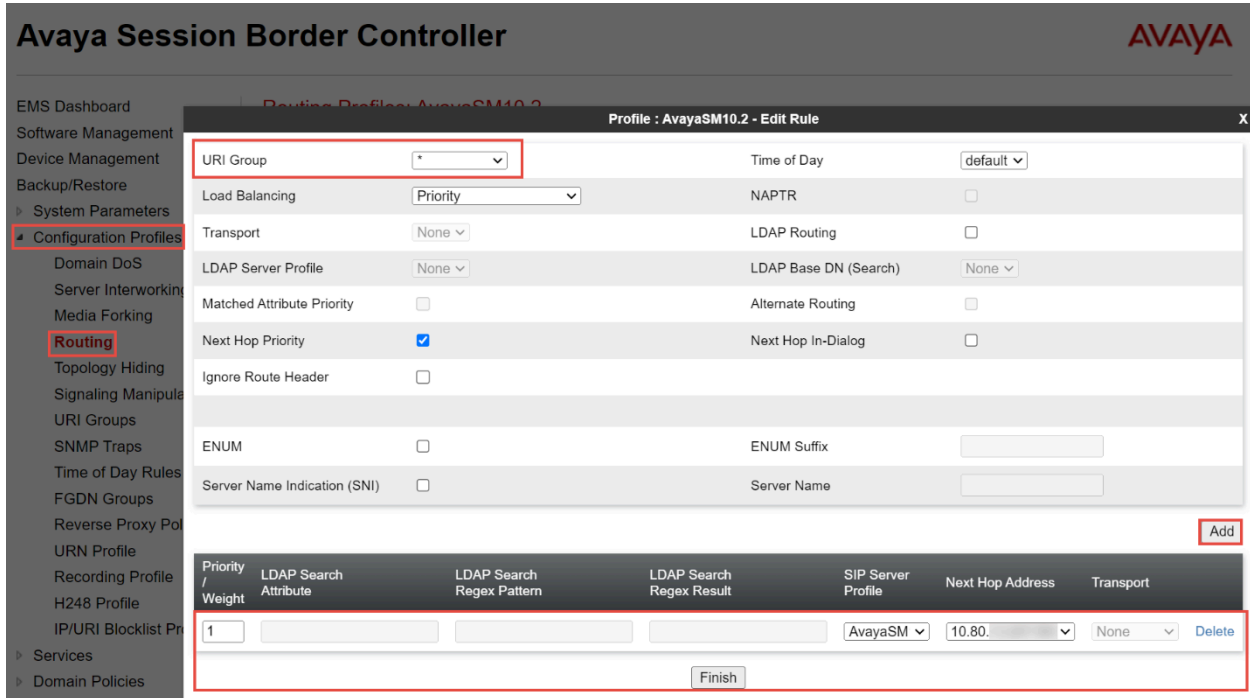 Avaya Session Border Controller
AVAYA
EMS Dashboard
Software Management
Device Management
Backup/Restore
System Parameters
Configuration Profiles
Domain DoS
Server Interworking
Media Forking
Routing
Topology Hiding
Signaling Manipula
URI Groups
SNMP Traps
Time of Day Rules
FGDN Groups
Reverse Proxy Pol
URN Profile
Recording Profile
H248 Profile
IP/URI Blocklist Pro
Services
Domain Policies
Routing Profiles: AvayaSM10.2
Profile : AvayaSM10.2 - Edit Rule X
URI Group * Time of Day default
Load Balancing Priority NAPTR
Transport None LDAP Routing
LDAP Server Profile None LDAP Base DN (Search) None
Matched Attribute Priority Alternate Routing
Next Hop Priority Next Hop In-Dialog
Ignore Route Header
ENUM ENUM Suffix
Server Name Indication (SNI) Server Name
Add
Priority / Weight LDAP Search Attribute LDAP Search Regex Pattern LDAP Search Regex Result SIP Server Profile Next Hop Address Transport
1 AvayaSM 10.80. None Delete
Finish